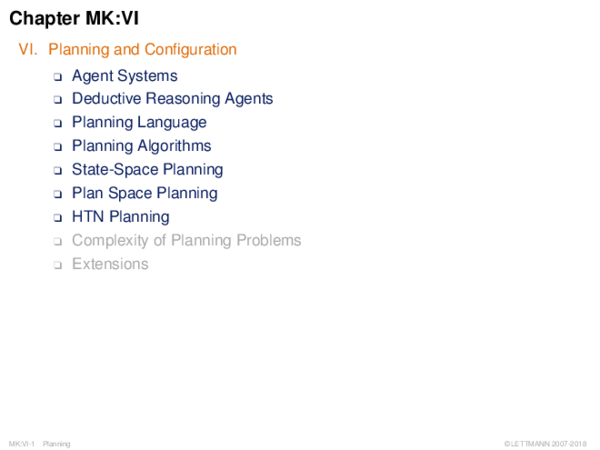 Chapter MK:VI
VI. Planning and Configuration
❑ Agent Systems
❑ Deductive Reasoning Agents
❑ Planning Language
❑ Planning Algorithms
❑ State-Space Planning
❑ Plan Space Planning
❑ HTN Planning
❑ Complexity of Planning Problems
❑ Extensions
MK:VI-1 Planning ©LETTMANN 2007-2018